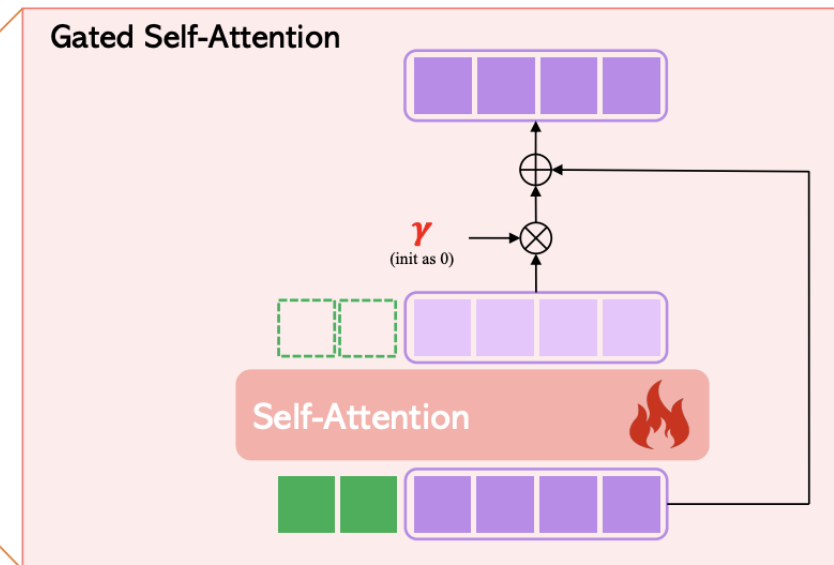 Gated Self-Attention
γ
(init as 0)
Self-Attention